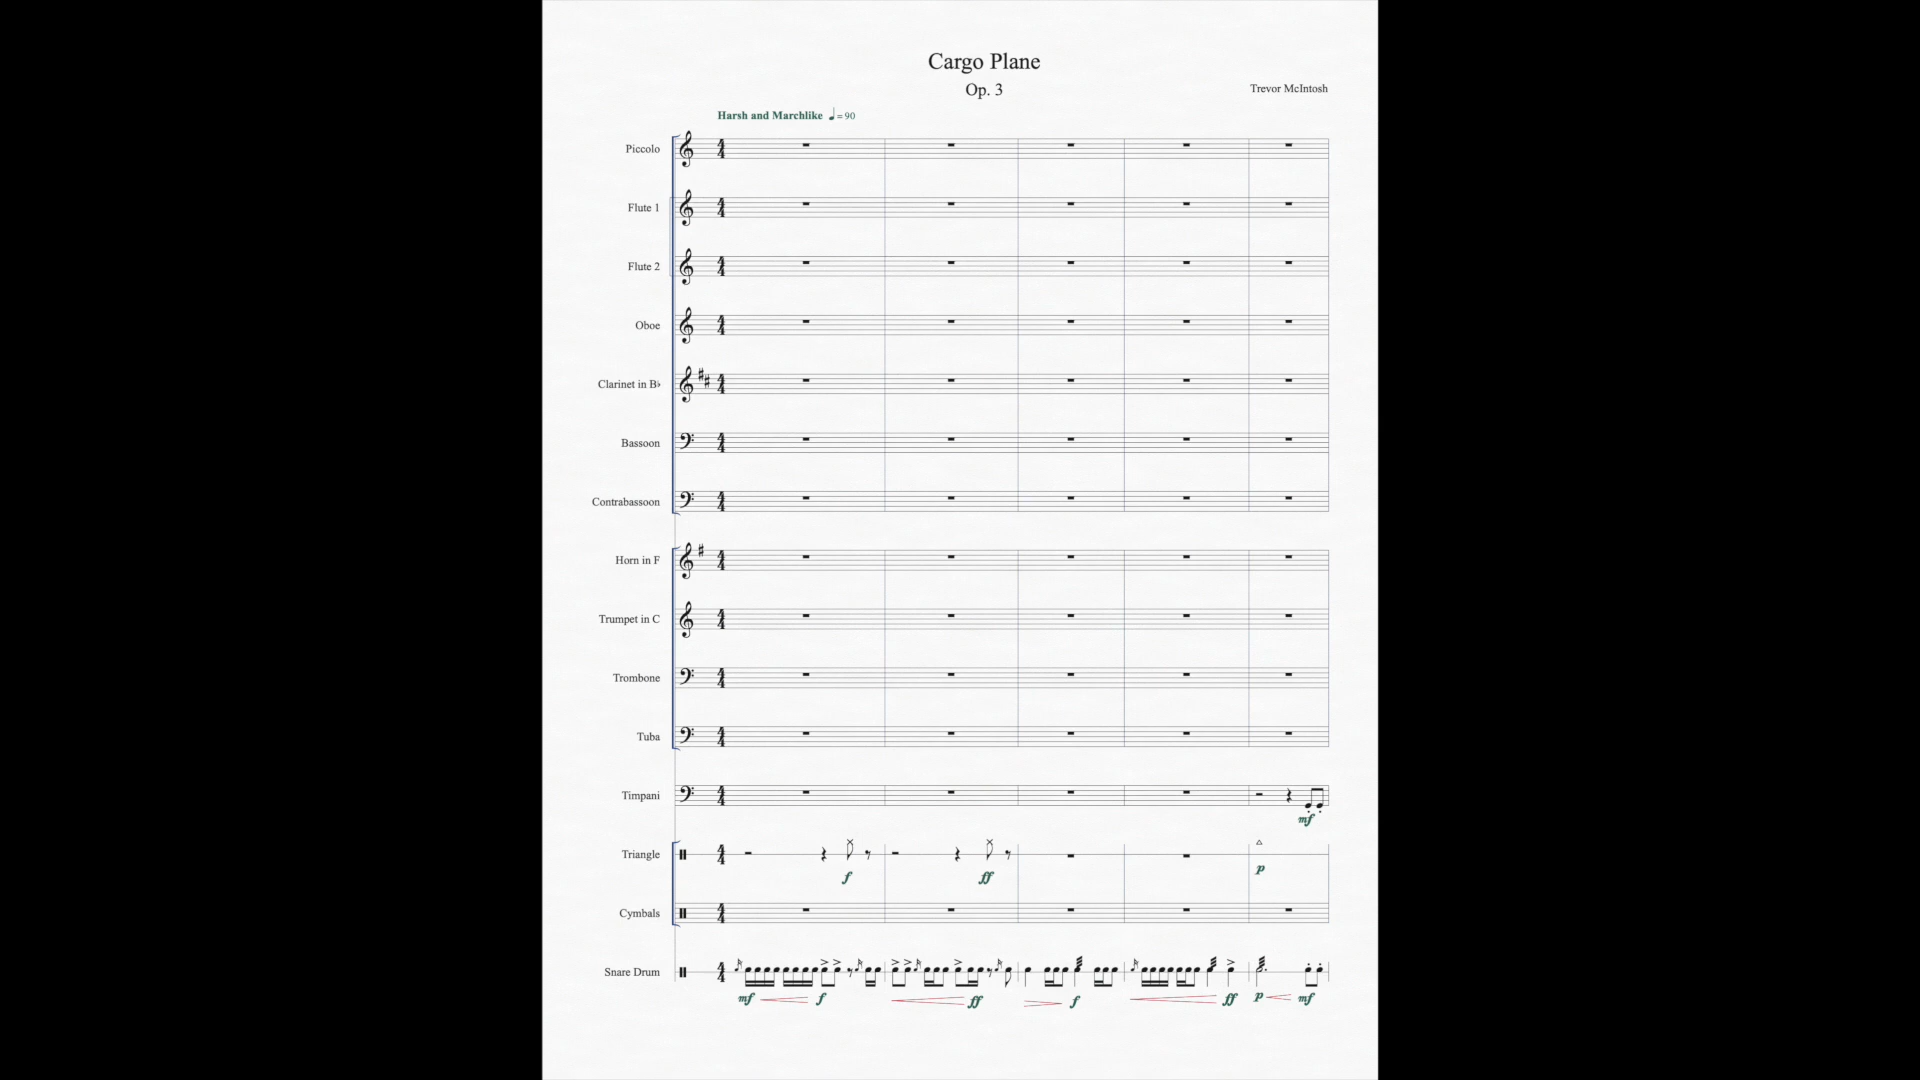 Cargo Plane
Op. 3
Trevor McIntosh
Harsh and Marchlike ♩ = 90
Piccolo
Flute 1
Flute 2
Oboe
Clarinet in B♭
Bassoon
Contrabassoon
Horn in F
Trumpet in C
Trombone
Tuba
Timpani
mf
Triangle
f ff p
Cymbals
Snare Drum
mf f ff f ff p mf